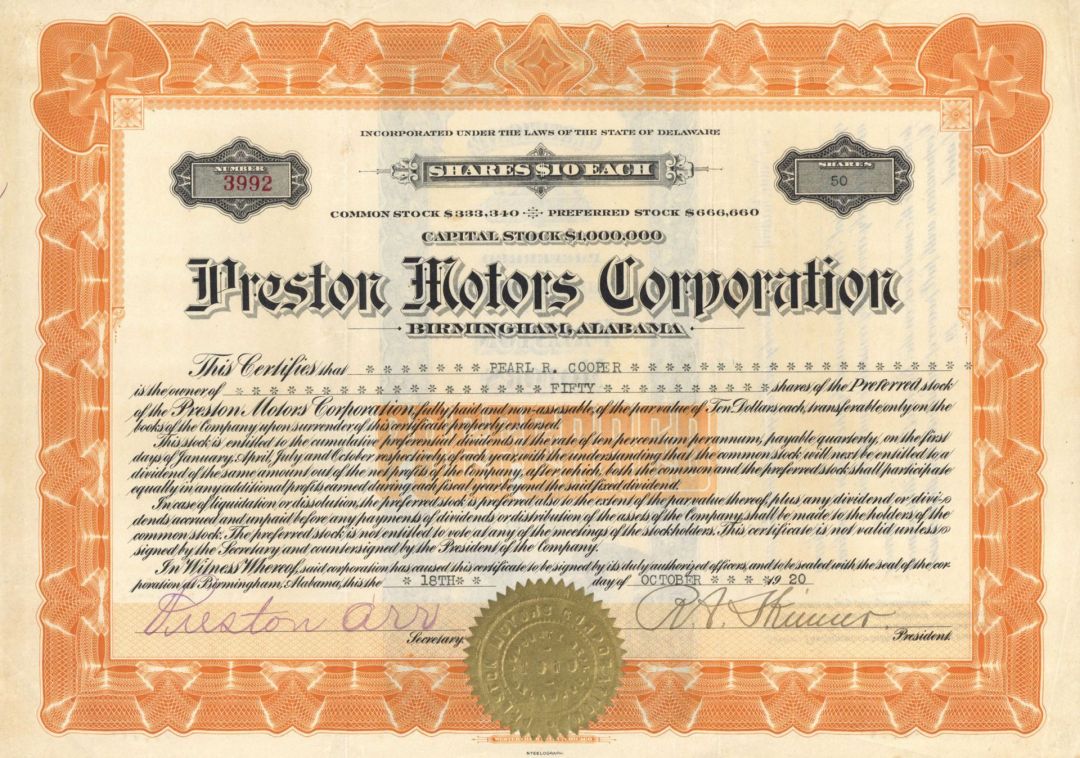 INCORPORATED UNDER THE LAWS OF THE STATE OF DELAWARE
NUMBER
3992
SHARES $10 EACH
SHARES
50
COMMON STOCK $333,340 PREFERRED STOCK $666,660
CAPITAL STOCK $1,000,000
Preston Motors Corporation
BIRMINGHAM, ALABAMA
This Certifies that * * * * * * * * * PEARL R. COOPER * * * * * * * * * * * * * * * * * *
is the owner of * * * * * * * * * * * * * * * * * FIFTY * * * * * * * * * * * * * shares of the Preferred stock
of the Preston Motors Corporation, fully paid and non-assessable, of the par value of Ten Dollars each, transferable only on the
books of the Company upon surrender of this certificate properly endorsed.
This stock is entitled to the cumulative preferential dividends at the rate of ten per centum per annum, payable quarterly, on the first
days of January, April, July and October respectively, of each year, with the understanding that the common stock will next be entitled to a
dividend of the same amount out of the net profits of the Company, after which, both the common and the preferred stock shall participate
equally in any additional profits earned during each fiscal year beyond the said fixed dividend.
In case of liquidation or dissolution, the preferred stock is preferred also to the extent of the par value thereof, plus any dividend or divi-
dends accrued and unpaid before any payments of dividends or distribution of the assets of the Company, shall be made to the holders of the
common stock. The preferred stock is not entitled to vote at any of the meetings of the stockholders. This certificate is not valid unless
signed by the Secretary and countersigned by the President of the Company.
In Witness Whereof, said corporation has caused this certificate to be signed by its duly authorized officers, and to be sealed with the seal of the cor-
poration at Birmingham, Alabama, this the * 18TH* * day of OCTOBER * * * * 1920
Preston Orr
R. A. Skinner
Secretary.
President.
STEELOGRAPH